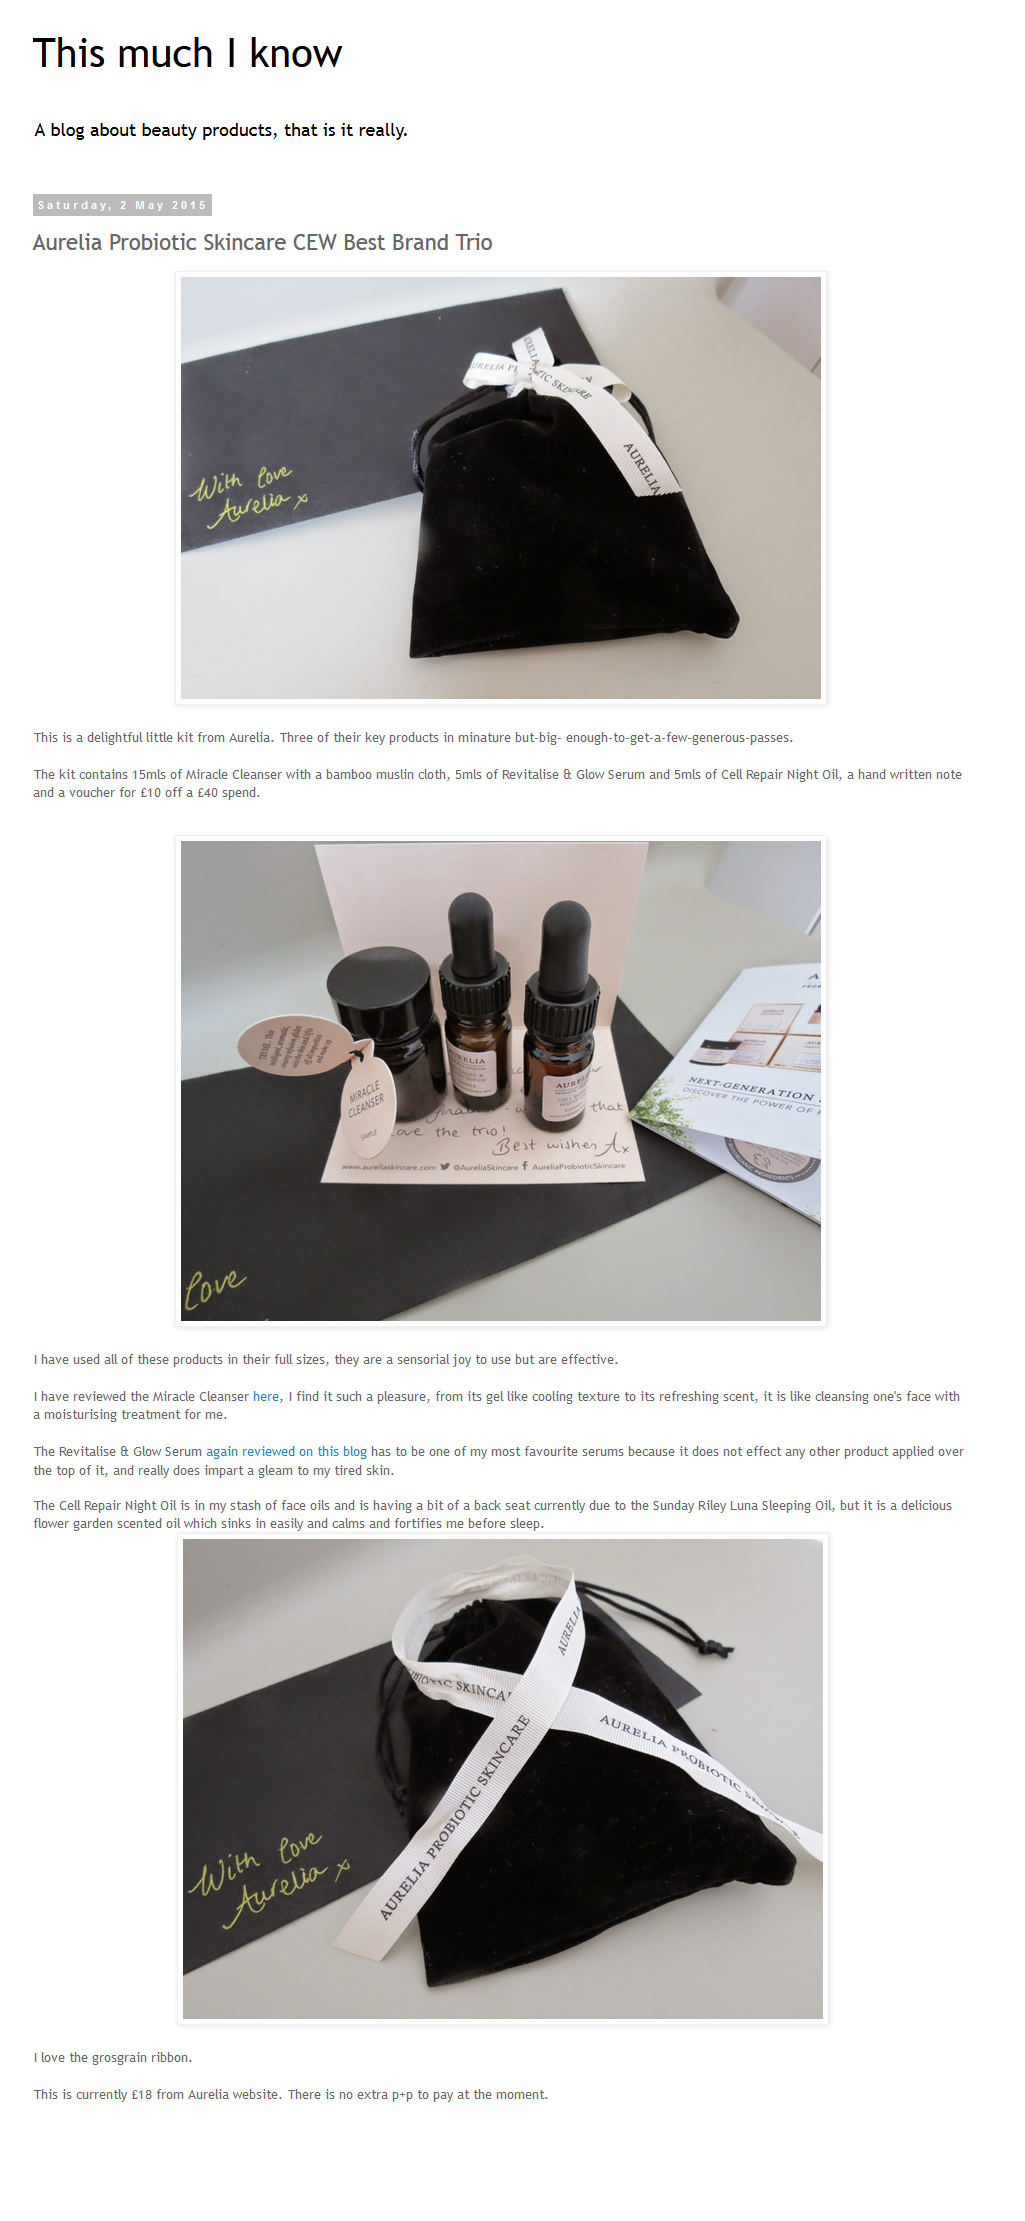 This much I know
A blog about beauty products, that is it really.
Saturday, 2 May 2015
Aurelia Probiotic Skincare CEW Best Brand Trio
AURELIA
TIC SKINCARE
AURELIA
With love
Aurelia x
This is a delightful little kit from Aurelia. Three of their key products in minature but-big- enough-to-get-a-few-generous-passes.
The kit contains 15mls of Miracle Cleanser with a bamboo muslin cloth, 5mls of Revitalise & Glow Serum and 5mls of Cell Repair Night Oil, a hand written note
and a voucher for £10 off a £40 spend.
AURELIA
AURELIA
MIRACLE
CLEANSER
SAMPLE
that
love the trio!
Best wishes Ax
www.aureliaskincare.com @AureliaSkincare AureliaProbioticSkincare
NEXT-GENERATION
DISCOVER THE POWER OF
love
I have used all of these products in their full sizes, they are a sensorial joy to use but are effective.
I have reviewed the Miracle Cleanser here, I find it such a pleasure, from its gel like cooling texture to its refreshing scent, it is like cleansing one's face with
a moisturising treatment for me.
The Revitalise & Glow Serum again reviewed on this blog has to be one of my most favourite serums because it does not effect any other product applied over
the top of it, and really does impart a gleam to my tired skin.
The Cell Repair Night Oil is in my stash of face oils and is having a bit of a back seat currently due to the Sunday Riley Luna Sleeping Oil, but it is a delicious
flower garden scented oil which sinks in easily and calms and fortifies me before sleep.
AURELIA
SKINCA
AURELIA PROBIOTIC
AURELIA PROBIOTIC SKINCARE
With love
Aurelia x
I love the grosgrain ribbon.
This is currently £18 from Aurelia website. There is no extra p+p to pay at the moment.